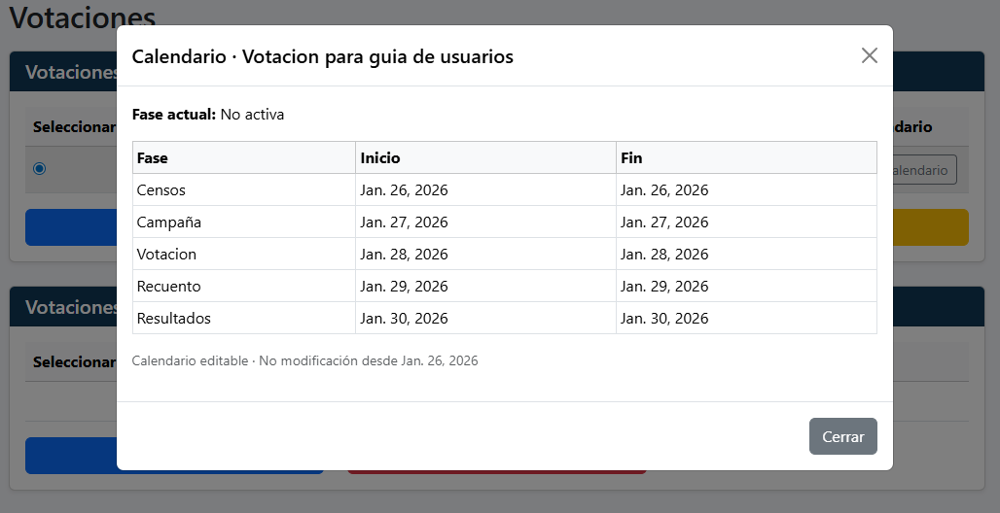 Votaciones
Calendario · Votacion para guia de usuarios
Votaciones
Fase actual: No activa
Seleccionar
Fase Inicio Fin
Censos Jan. 26, 2026 Jan. 26, 2026
Campaña Jan. 27, 2026 Jan. 27, 2026
Votacion Jan. 28, 2026 Jan. 28, 2026
Recuento Jan. 29, 2026 Jan. 29, 2026
Resultados Jan. 30, 2026 Jan. 30, 2026
Votaciones
Calendario editable · No modificación desde Jan. 26, 2026
Seleccionar
Cerrar